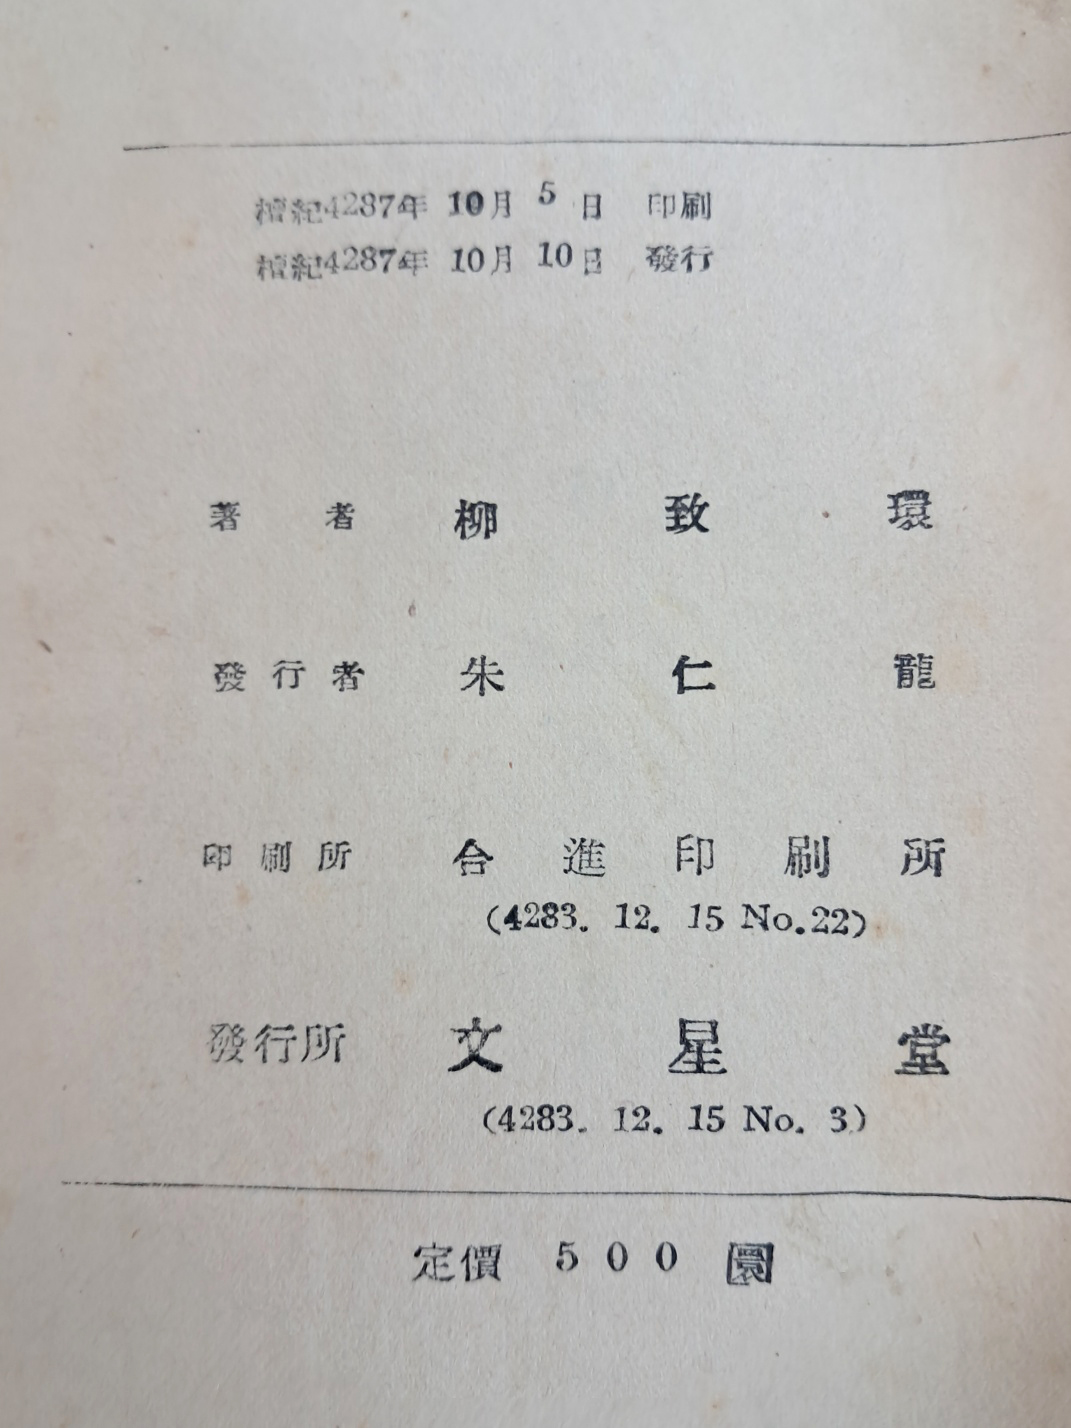 檀紀4287年 10月 5 日 印刷
檀紀4287年 10月 10日 發行
著 者 柳 致 環
發 行 者 朱 仁 龍
印 刷 所 合 進 印 刷 所
(4283. 12. 15 No.22)
發行所 文 星 堂
(4283. 12. 15 No. 3)
定價 500 圜